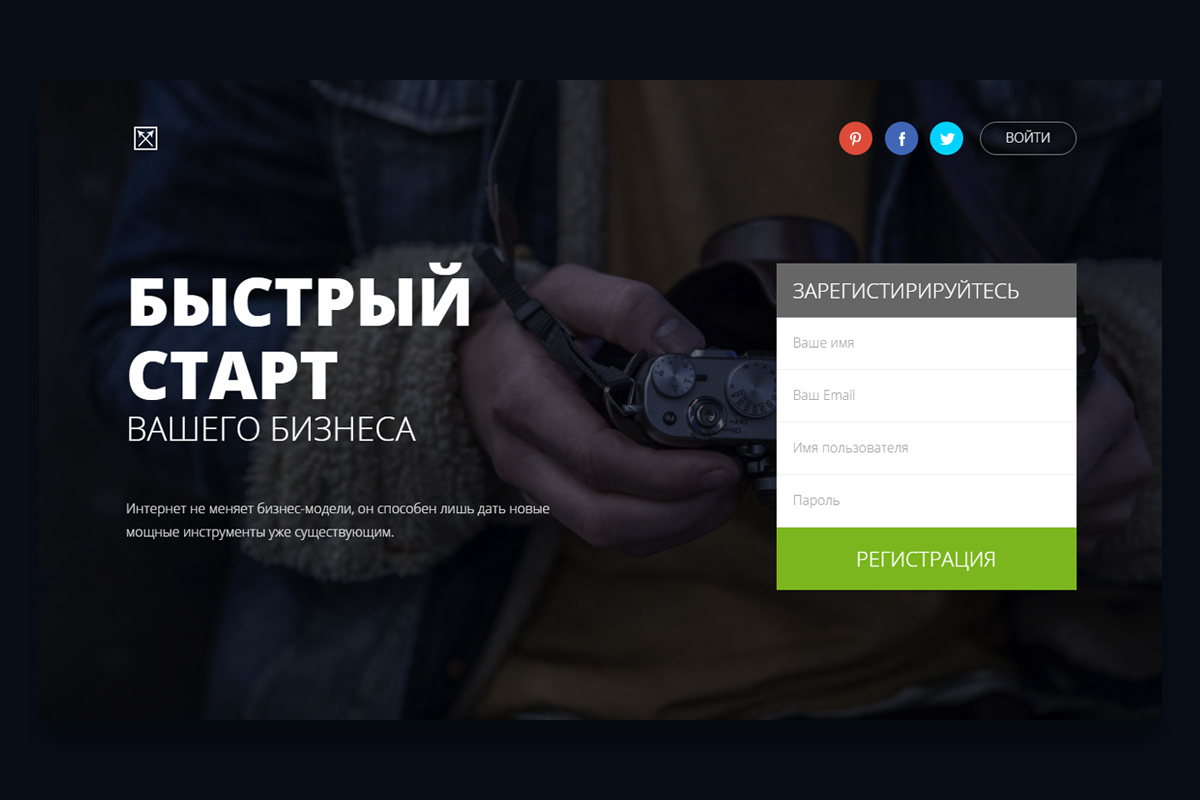 ВОЙТИ
БЫСТРЫЙ
СТАРТ
ВАШЕГО БИЗНЕСА
Интернет не меняет бизнес-модели, он способен лишь дать новые
мощные инструменты уже существующим.
ЗАРЕГИСТИРИРУЙТЕСЬ
Ваше имя
Ваш Emall
Имя пользователя
Пароль
РЕГИСТРАЦИЯ